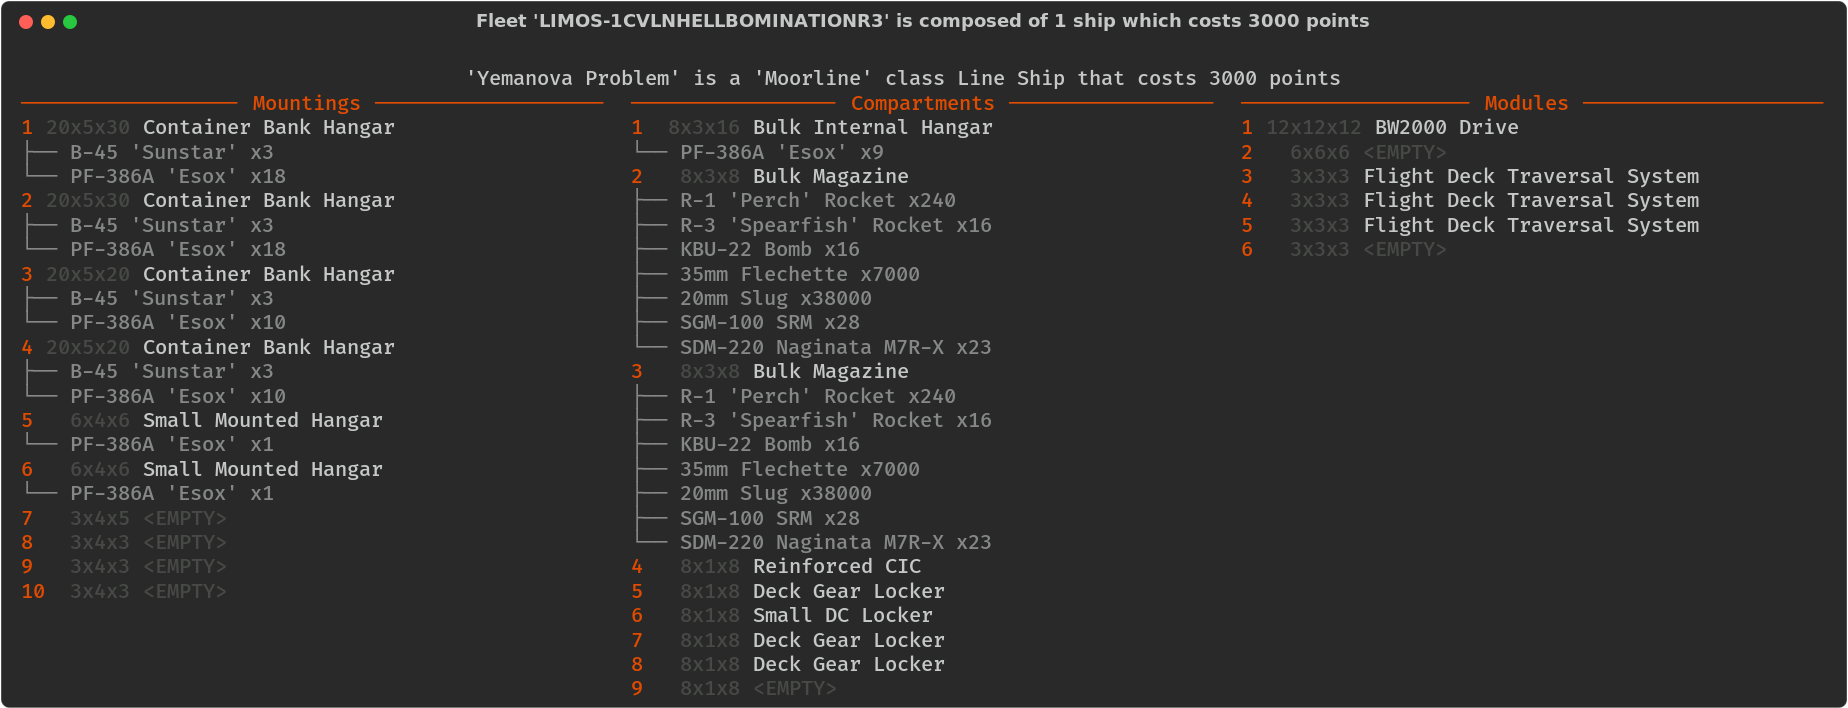 Fleet 'LIMOS-1CVLNHELLBOMINATIONR3' is composed of 1 ship which costs 3000 points
'Yemanova Problem' is a 'Moorline' class Line Ship that costs 3000 points
Mountings
1 20x5x30 Container Bank Hangar
B-45 'Sunstar' x3
PF-386A 'Esox' x18
2 20x5x30 Container Bank Hangar
B-45 'Sunstar' x3
PF-386A 'Esox' x18
3 20x5x20 Container Bank Hangar
B-45 'Sunstar' x3
PF-386A 'Esox' x10
4 20x5x20 Container Bank Hangar
B-45 'Sunstar' x3
PF-386A 'Esox' x10
5 6x4x6 Small Mounted Hangar
PF-386A 'Esox' x1
6 6x4x6 Small Mounted Hangar
PF-386A 'Esox' x1
7 3x4x5 <EMPTY>
8 3x4x3 <EMPTY>
9 3x4x3 <EMPTY>
10 3x4x3 <EMPTY>
Compartments
1 8x3x16 Bulk Internal Hangar
PF-386A 'Esox' x9
2 8x3x8 Bulk Magazine
R-1 'Perch' Rocket x240
R-3 'Spearfish' Rocket x16
KBU-22 Bomb x16
35mm Flechette x7000
20mm Slug x38000
SGM-100 SRM x28
SDM-220 Naginata M7R-X x23
3 8x3x8 Bulk Magazine
R-1 'Perch' Rocket x240
R-3 'Spearfish' Rocket x16
KBU-22 Bomb x16
35mm Flechette x7000
20mm Slug x38000
SGM-100 SRM x28
SDM-220 Naginata M7R-X x23
4 8x1x8 Reinforced CIC
5 8x1x8 Deck Gear Locker
6 8x1x8 Small DC Locker
7 8x1x8 Deck Gear Locker
8 8x1x8 Deck Gear Locker
9 8x1x8 <EMPTY>
Modules
1 12x12x12 BW2000 Drive
2 6x6x6 <EMPTY>
3 3x3x3 Flight Deck Traversal System
4 3x3x3 Flight Deck Traversal System
5 3x3x3 Flight Deck Traversal System
6 3x3x3 <EMPTY>